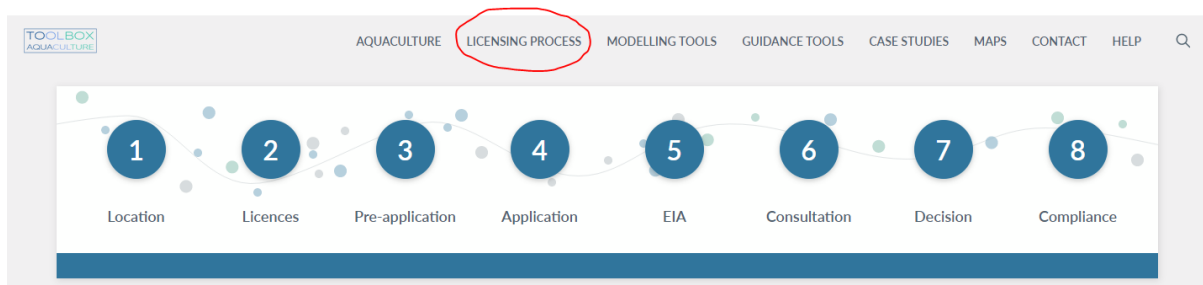 TOOLBOX
AQUACULTURE
AQUACULTURE LICENSING PROCESS MODELLING TOOLS GUIDANCE TOOLS CASE STUDIES MAPS CONTACT HELP
1 2 3 4 5 6 7 8
Location Licences Pre-application Application EIA Consultation Decision Compliance